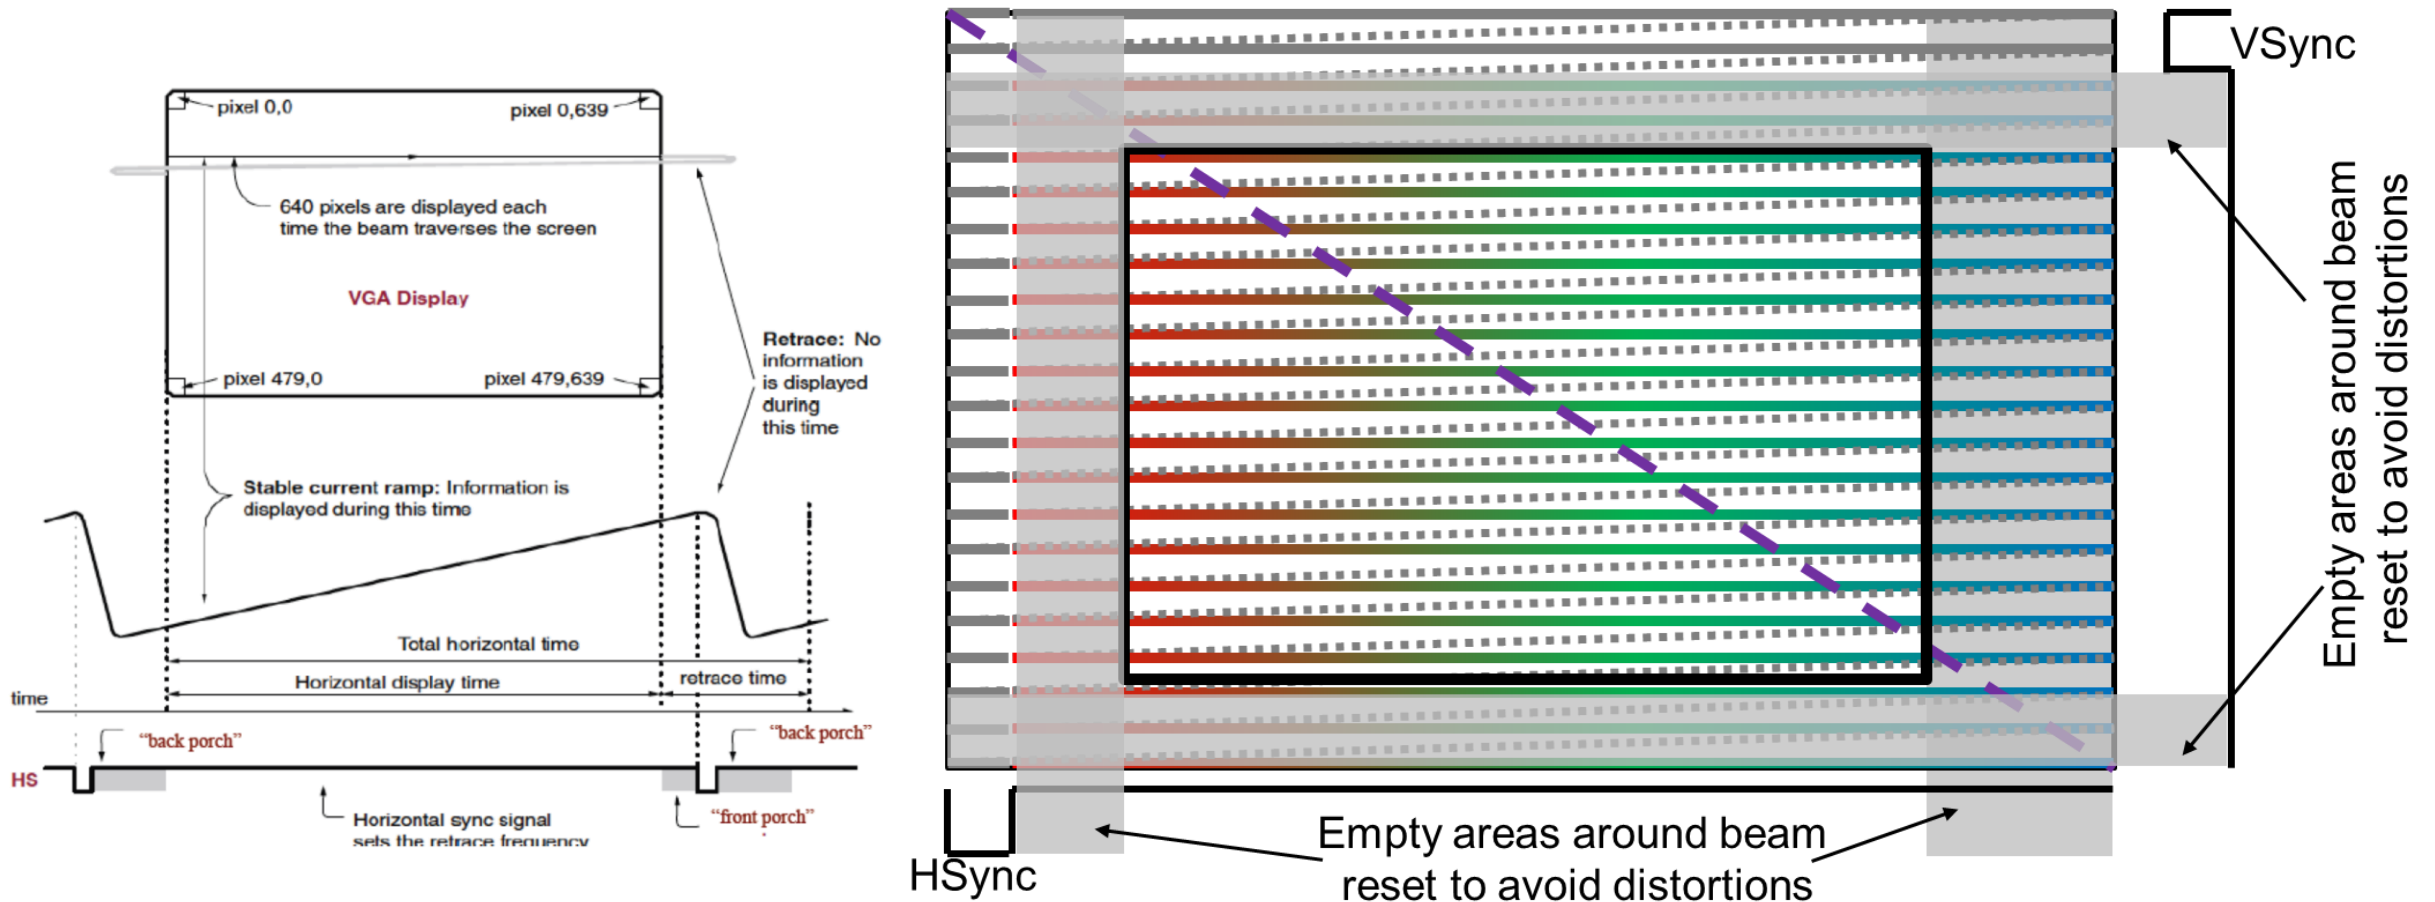 pixel 0,0
pixel 0,639
640 pixels are displayed each
time the beam traverses the screen
VGA Display
pixel 479,0
pixel 479,639
Retrace: No
information
is displayed
during
this time
Stable current ramp: Information is
displayed during this time
Total horizontal time
Horizontal display time
retrace time
time
"back porch"
"back porch"
HS
"front porch"
Horizontal sync signal
sets the retrace frequency
VSync
Empty areas around beam
reset to avoid distortions
HSync
Empty areas around beam
reset to avoid distortions